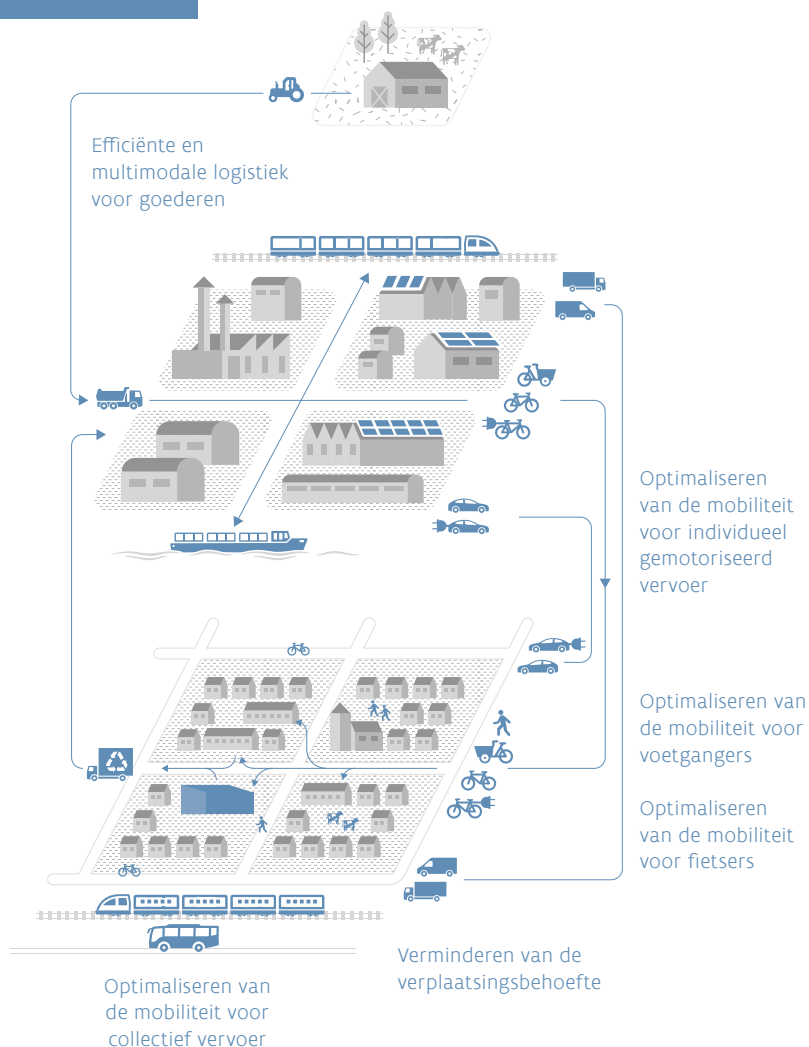 Efficiënte en
multimodale logistiek
voor goederen
Optimaliseren
van de mobiliteit
voor individueel
gemotoriseerd
vervoer
Optimaliseren van
de mobiliteit voor
voetgangers
Optimaliseren
van de mobiliteit
voor fietsers
Verminderen van de
verplaatsingsbehoefte
Optimaliseren van
de mobiliteit voor
collectief vervoer